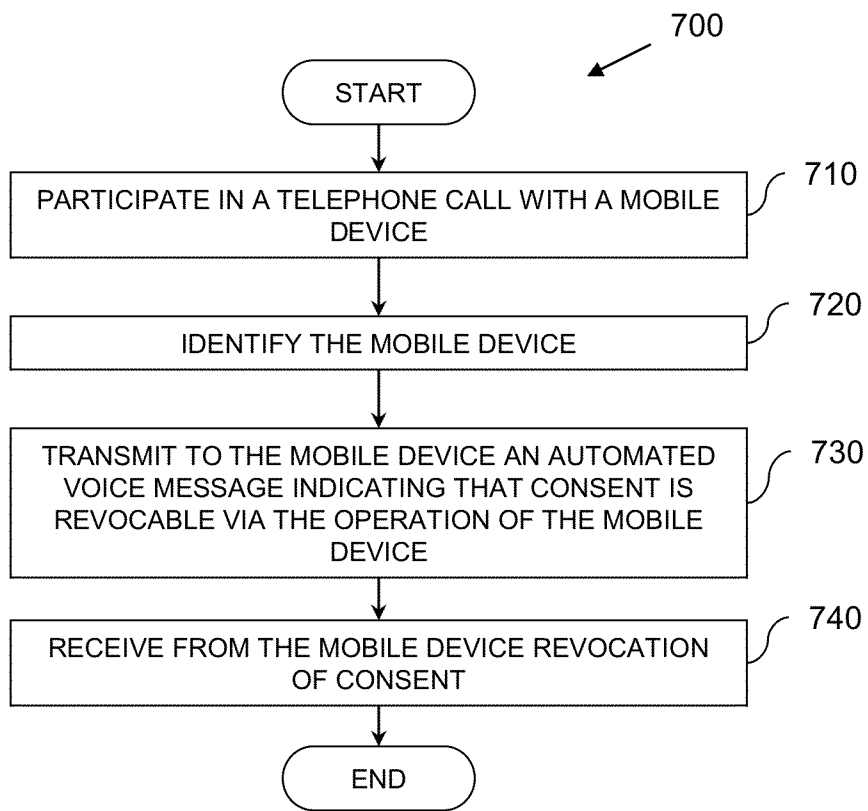 700
START
PARTICIPATE IN A TELEPHONE CALL WITH A MOBILE
DEVICE
710
IDENTIFY THE MOBILE DEVICE
720
TRANSMIT TO THE MOBILE DEVICE AN AUTOMATED
VOICE MESSAGE INDICATING THAT CONSENT IS
REVOCABLE VIA THE OPERATION OF THE MOBILE
DEVICE
730
RECEIVE FROM THE MOBILE DEVICE REVOCATION
OF CONSENT
740
END